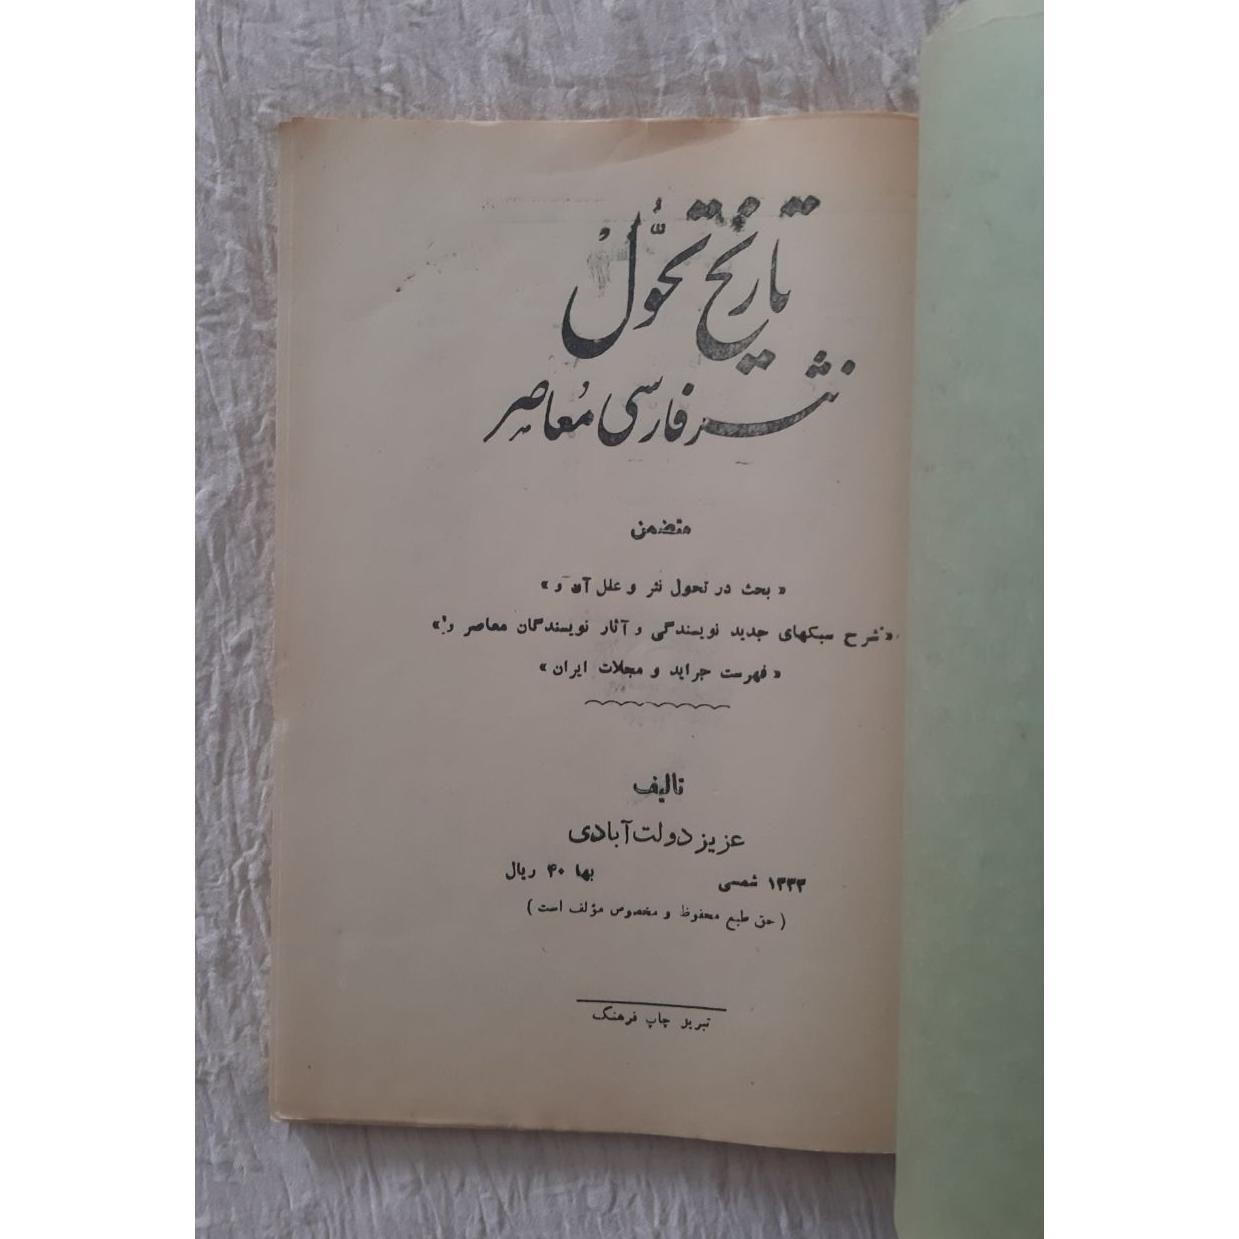 تاریخ تحَوُّل
نثر فارسی مُعاصر
متضمن
« بحث در تحول نثر و علل آن و »
« شرح سبکهای جدید نویسندگی و آثار نویسندگان معاصر و »
« فهرست جراید و مجلات ایران »
تالیف
عزیز دولت آبادی
۱۳۳۳ شمسی بها ۴۰ ریال
( حق طبع محفوظ و مخصوص مؤلف است )
تبریز چاپ فرهنگ